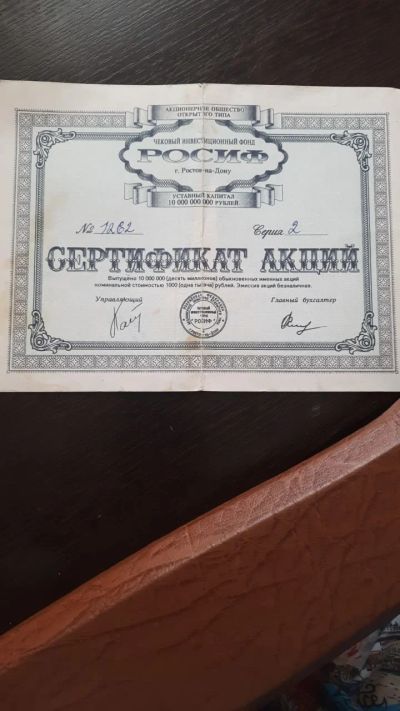 АКЦИОНЕРНОЕ ОБЩЕСТВО
ОТКРЫТОГО ТИПА
ЧЕКОВЫЙ ИНВЕСТИЦИОННЫЙ ФОНД
РОСИФ
г. Ростов-на-Дону
УСТАВНЫЙ КАПИТАЛ
10 000 000 000 РУБЛЕЙ
№ 1262 Серия 2
СЕРТИФИКАТ АКЦИЙ
Выпущено 10 000 000 (десять миллионов) обыкновенных именных акций
номинальной стоимостью 1000 (одна тысяча) рублей. Эмиссия акций безналичная.
Управляющий Главный бухгалтер
РОСИФ